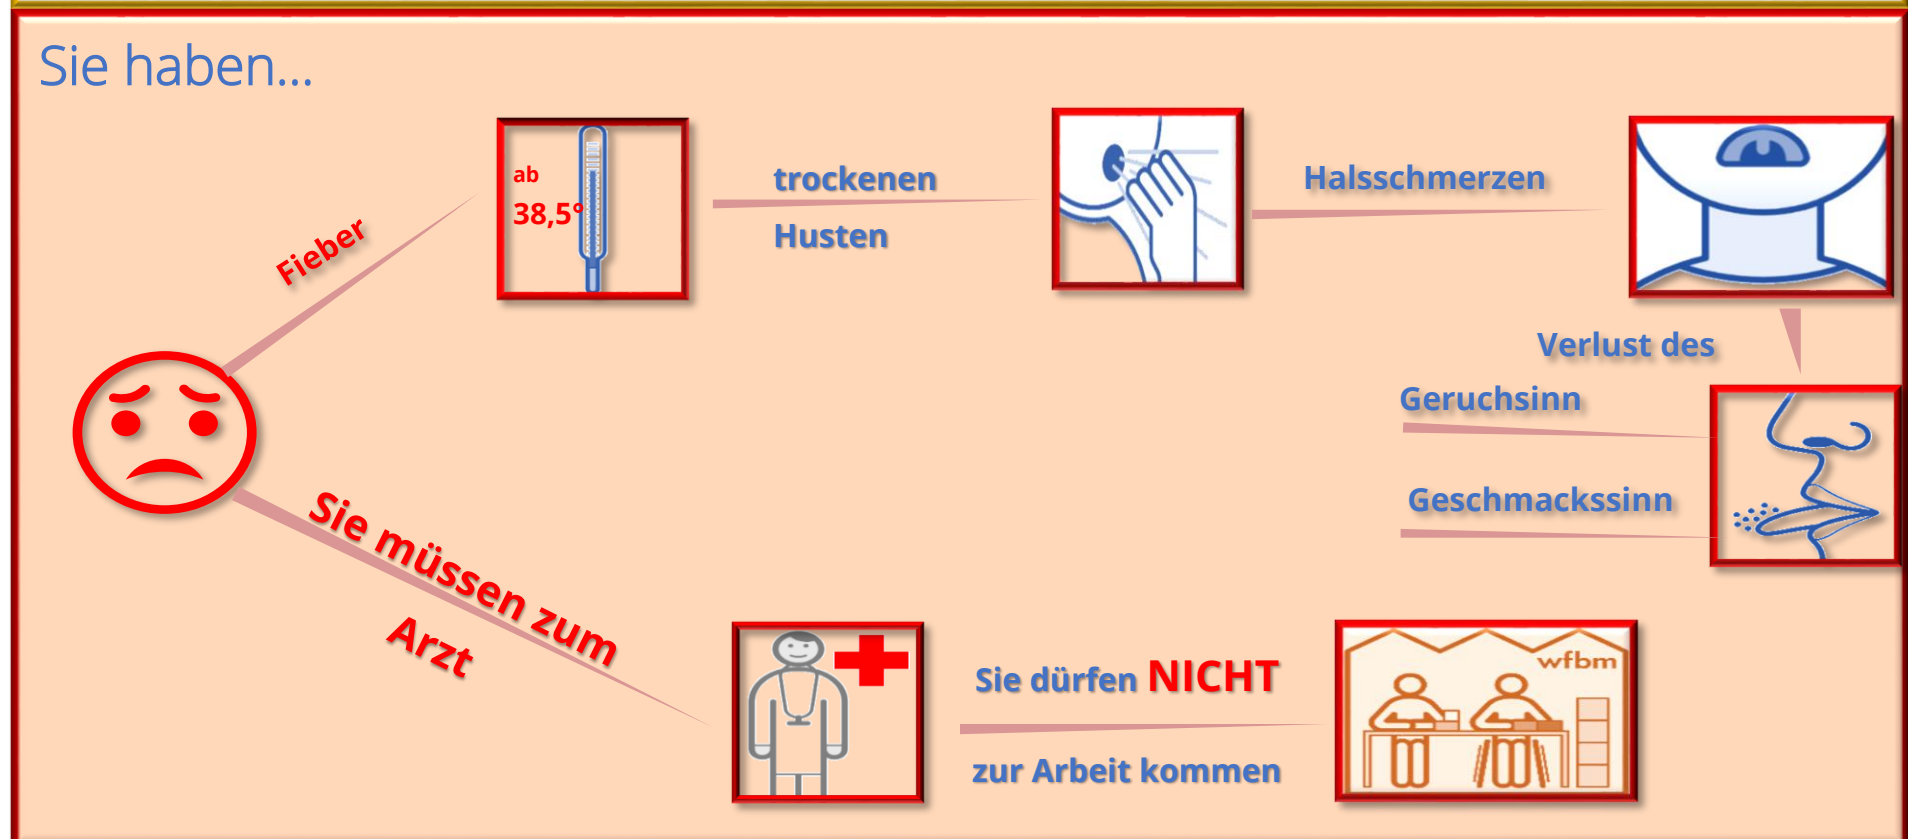 Sie haben...
Fieber
ab
38,5°
trockenen
Husten
Halsschmerzen
Verlust des
Geruchsinn
Geschmackssinn
Sie müssen zum
Arzt
Sie dürfen NICHT
zur Arbeit kommen
wfbm